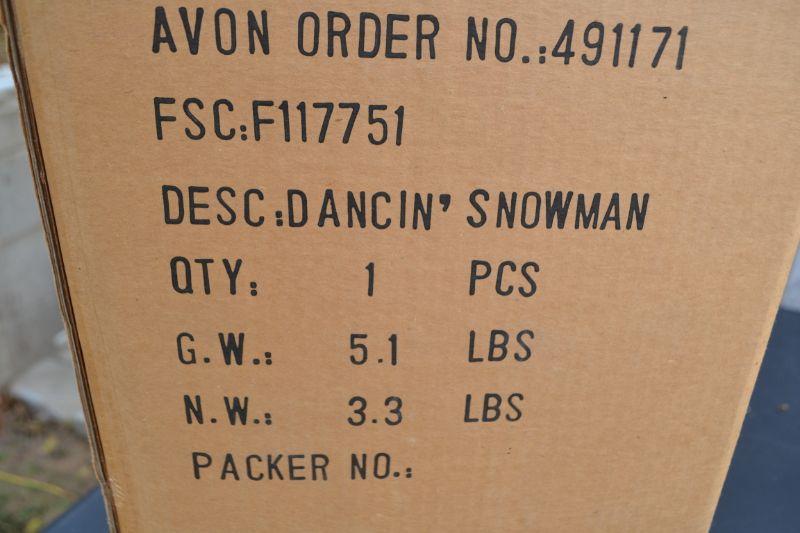 AVON ORDER NO.:491171
FSC:F117751
DESC:DANCIN' SNOWMAN
QTY: 1 PCS
G.W.: 5.1 LBS
N.W.: 3.3 LBS
PACKER NO.: